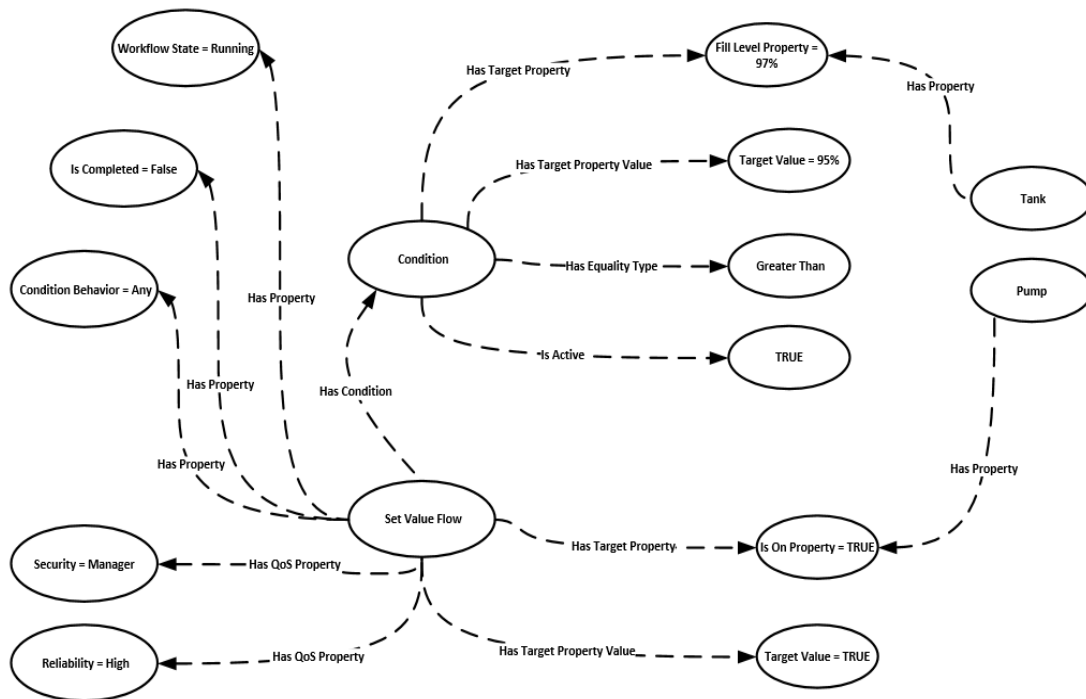 Workflow State = Running
Fill Level Property =
97%
Has Target Property
Has Property
Is Completed = False
Has Target Property Value
Target Value = 95%
Tank
Condition
Has Equality Type
Greater Than
Condition Behavior = Any
Pump
Has Property
Is Active
TRUE
Has Property
Has Condition
Has Property
Has Property
Set Value Flow
Has Target Property
Is On Property = TRUE
Security = Manager
Has QoS Property
Has Target Property Value
Reliability = High
Has QoS Property
Target Value = TRUE